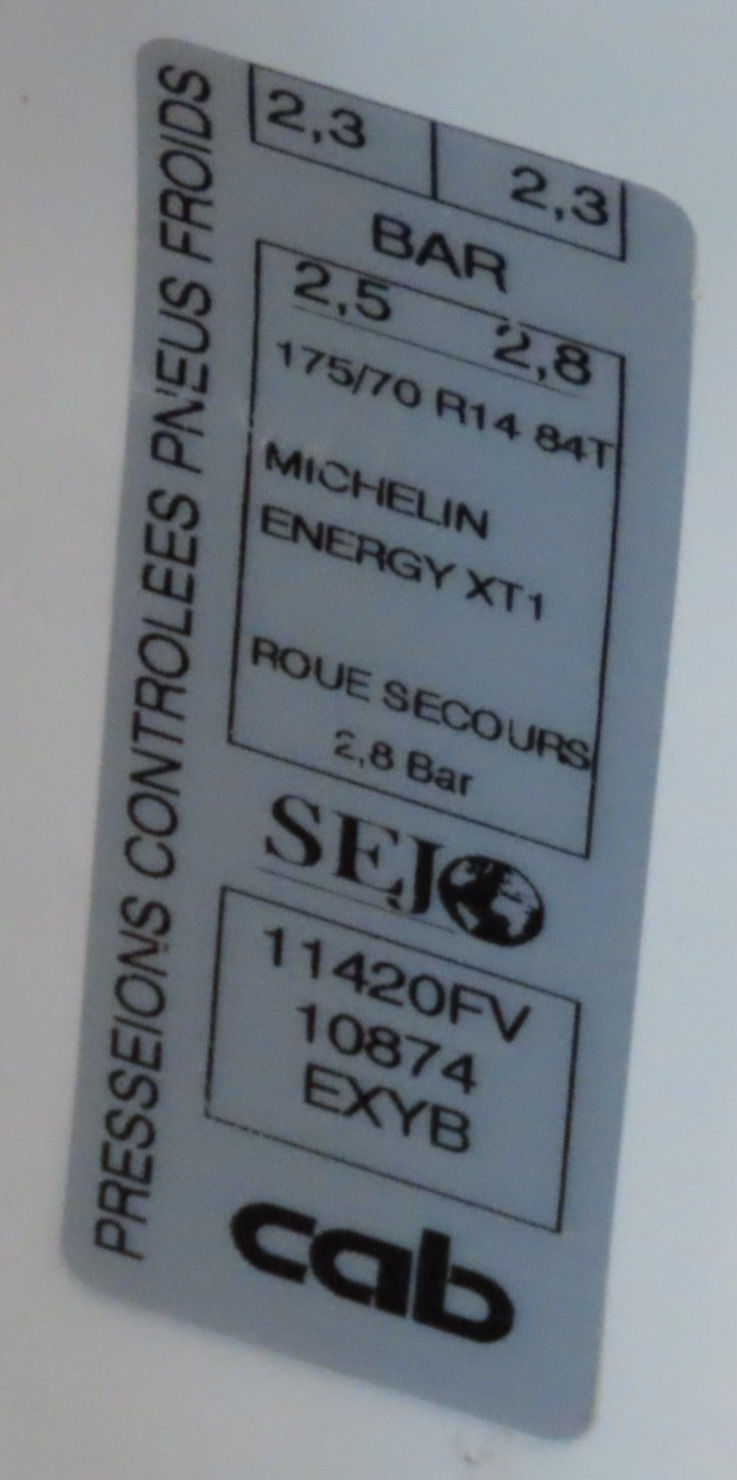 PRESSEIONS CONTROLEES PNEUS FROIDS
2,3 2,3
BAR
2,5 2,8
175/70 R14 84T
MICHELIN
ENERGY XT1
ROUE SECOURS
2,8 Bar
SEJO
11420FV
10874
EXYB
cab